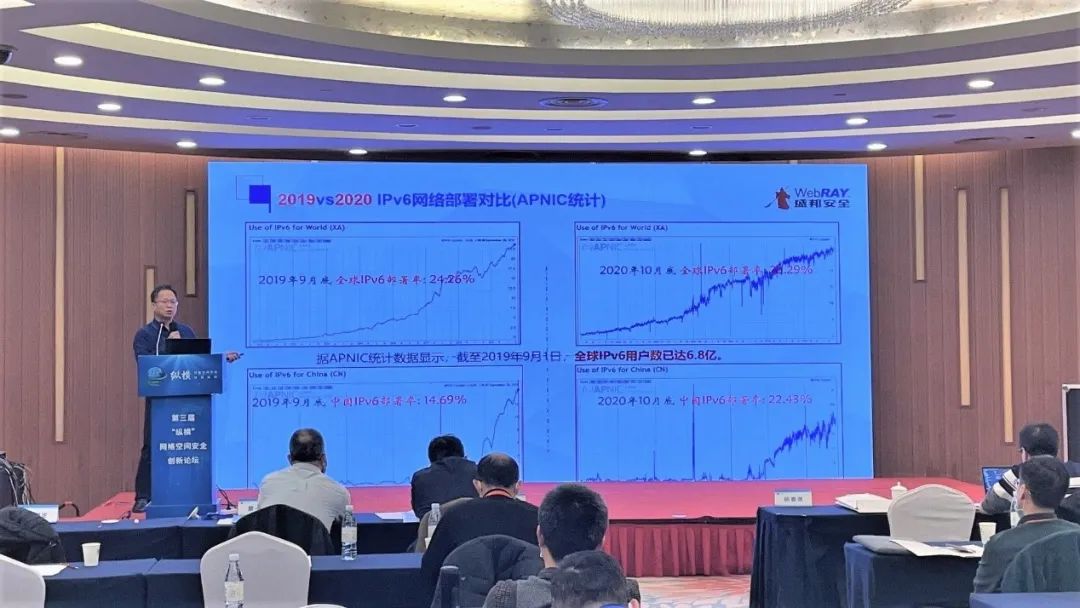 2019vs2020 IPv6网络部署对比(APNIC统计)
WebRAY
盛邦安全
Use of IPv6 for World (XA)
APNIC
2019年9月底,全球IPv6部署率:24.26%
Use of IPv6 for World (XA)
APNIC
2020年10月底,全球IPv6部署率:
据APNIC统计数据显示,截至2019年9月1日,全球IPv6用户数已达6.8亿。
Use of IPv6 for China (CN)
APNIC
2019年9月底,中国IPv6部署率:14.69%
Use of IPv6 for China (CN)
APNIC
2020年10月底,中国IPv6部署率:22.43%
纵横
第三届
“纵横”
网络空间安全
创新论坛